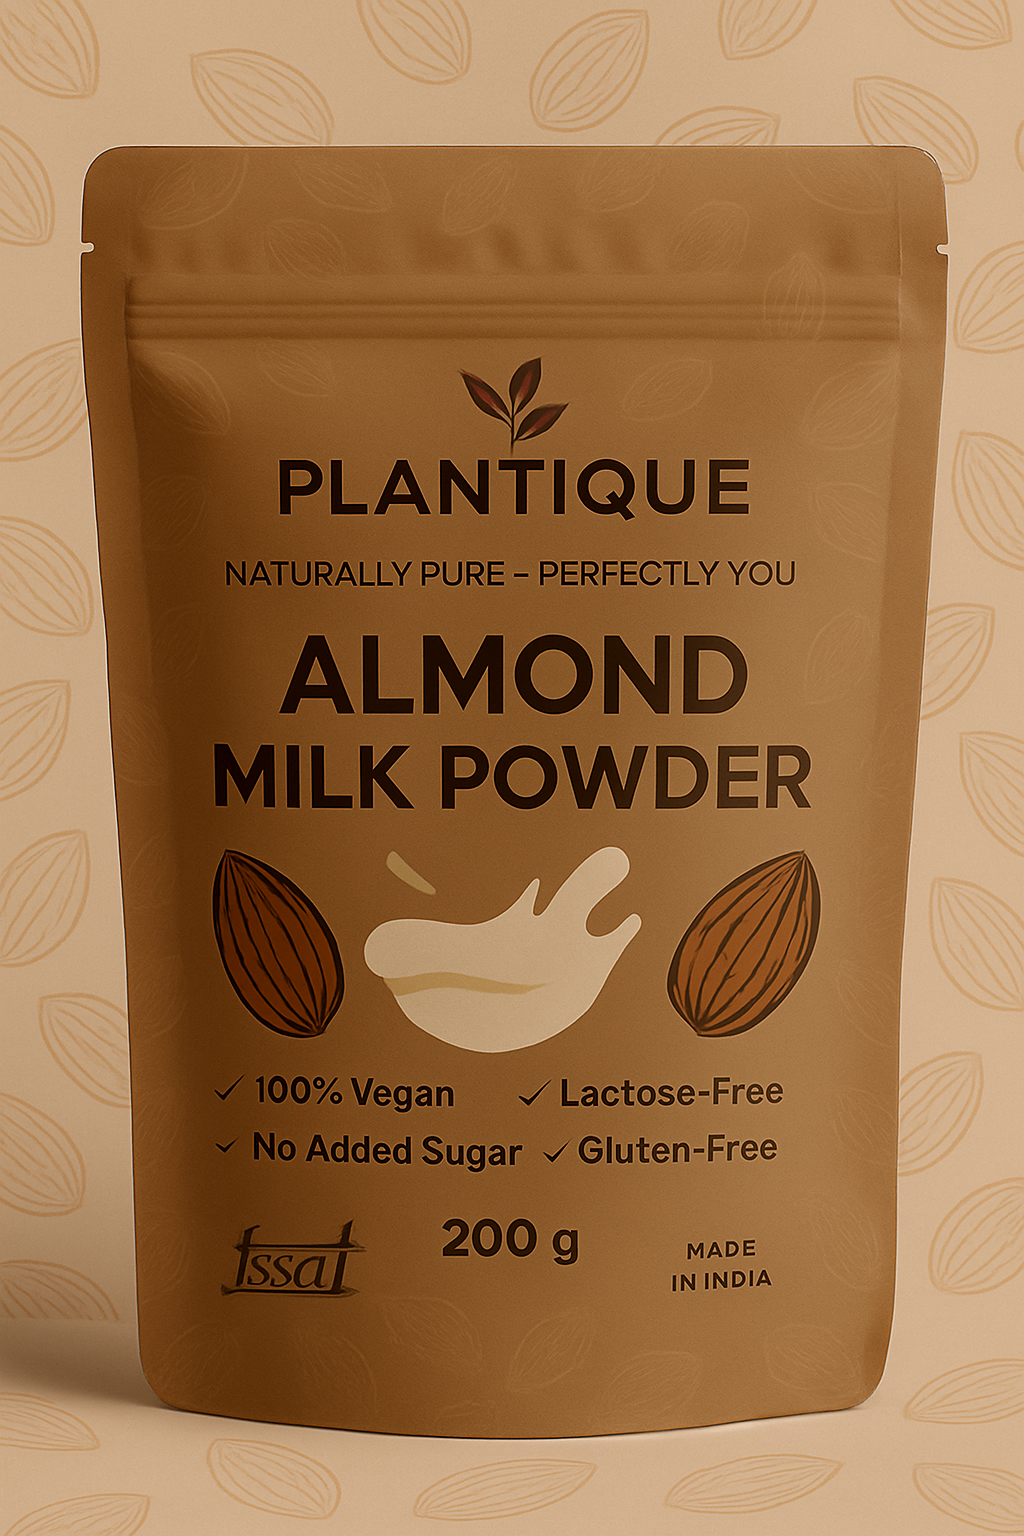 PLANTIQUE
NATURALLY PURE – PERFECTLY YOU
ALMOND
MILK POWDER
✓ 100% Vegan ✓ Lactose-Free
✓ No Added Sugar ✓ Gluten-Free
fssaı
200 g
MADE
IN INDIA